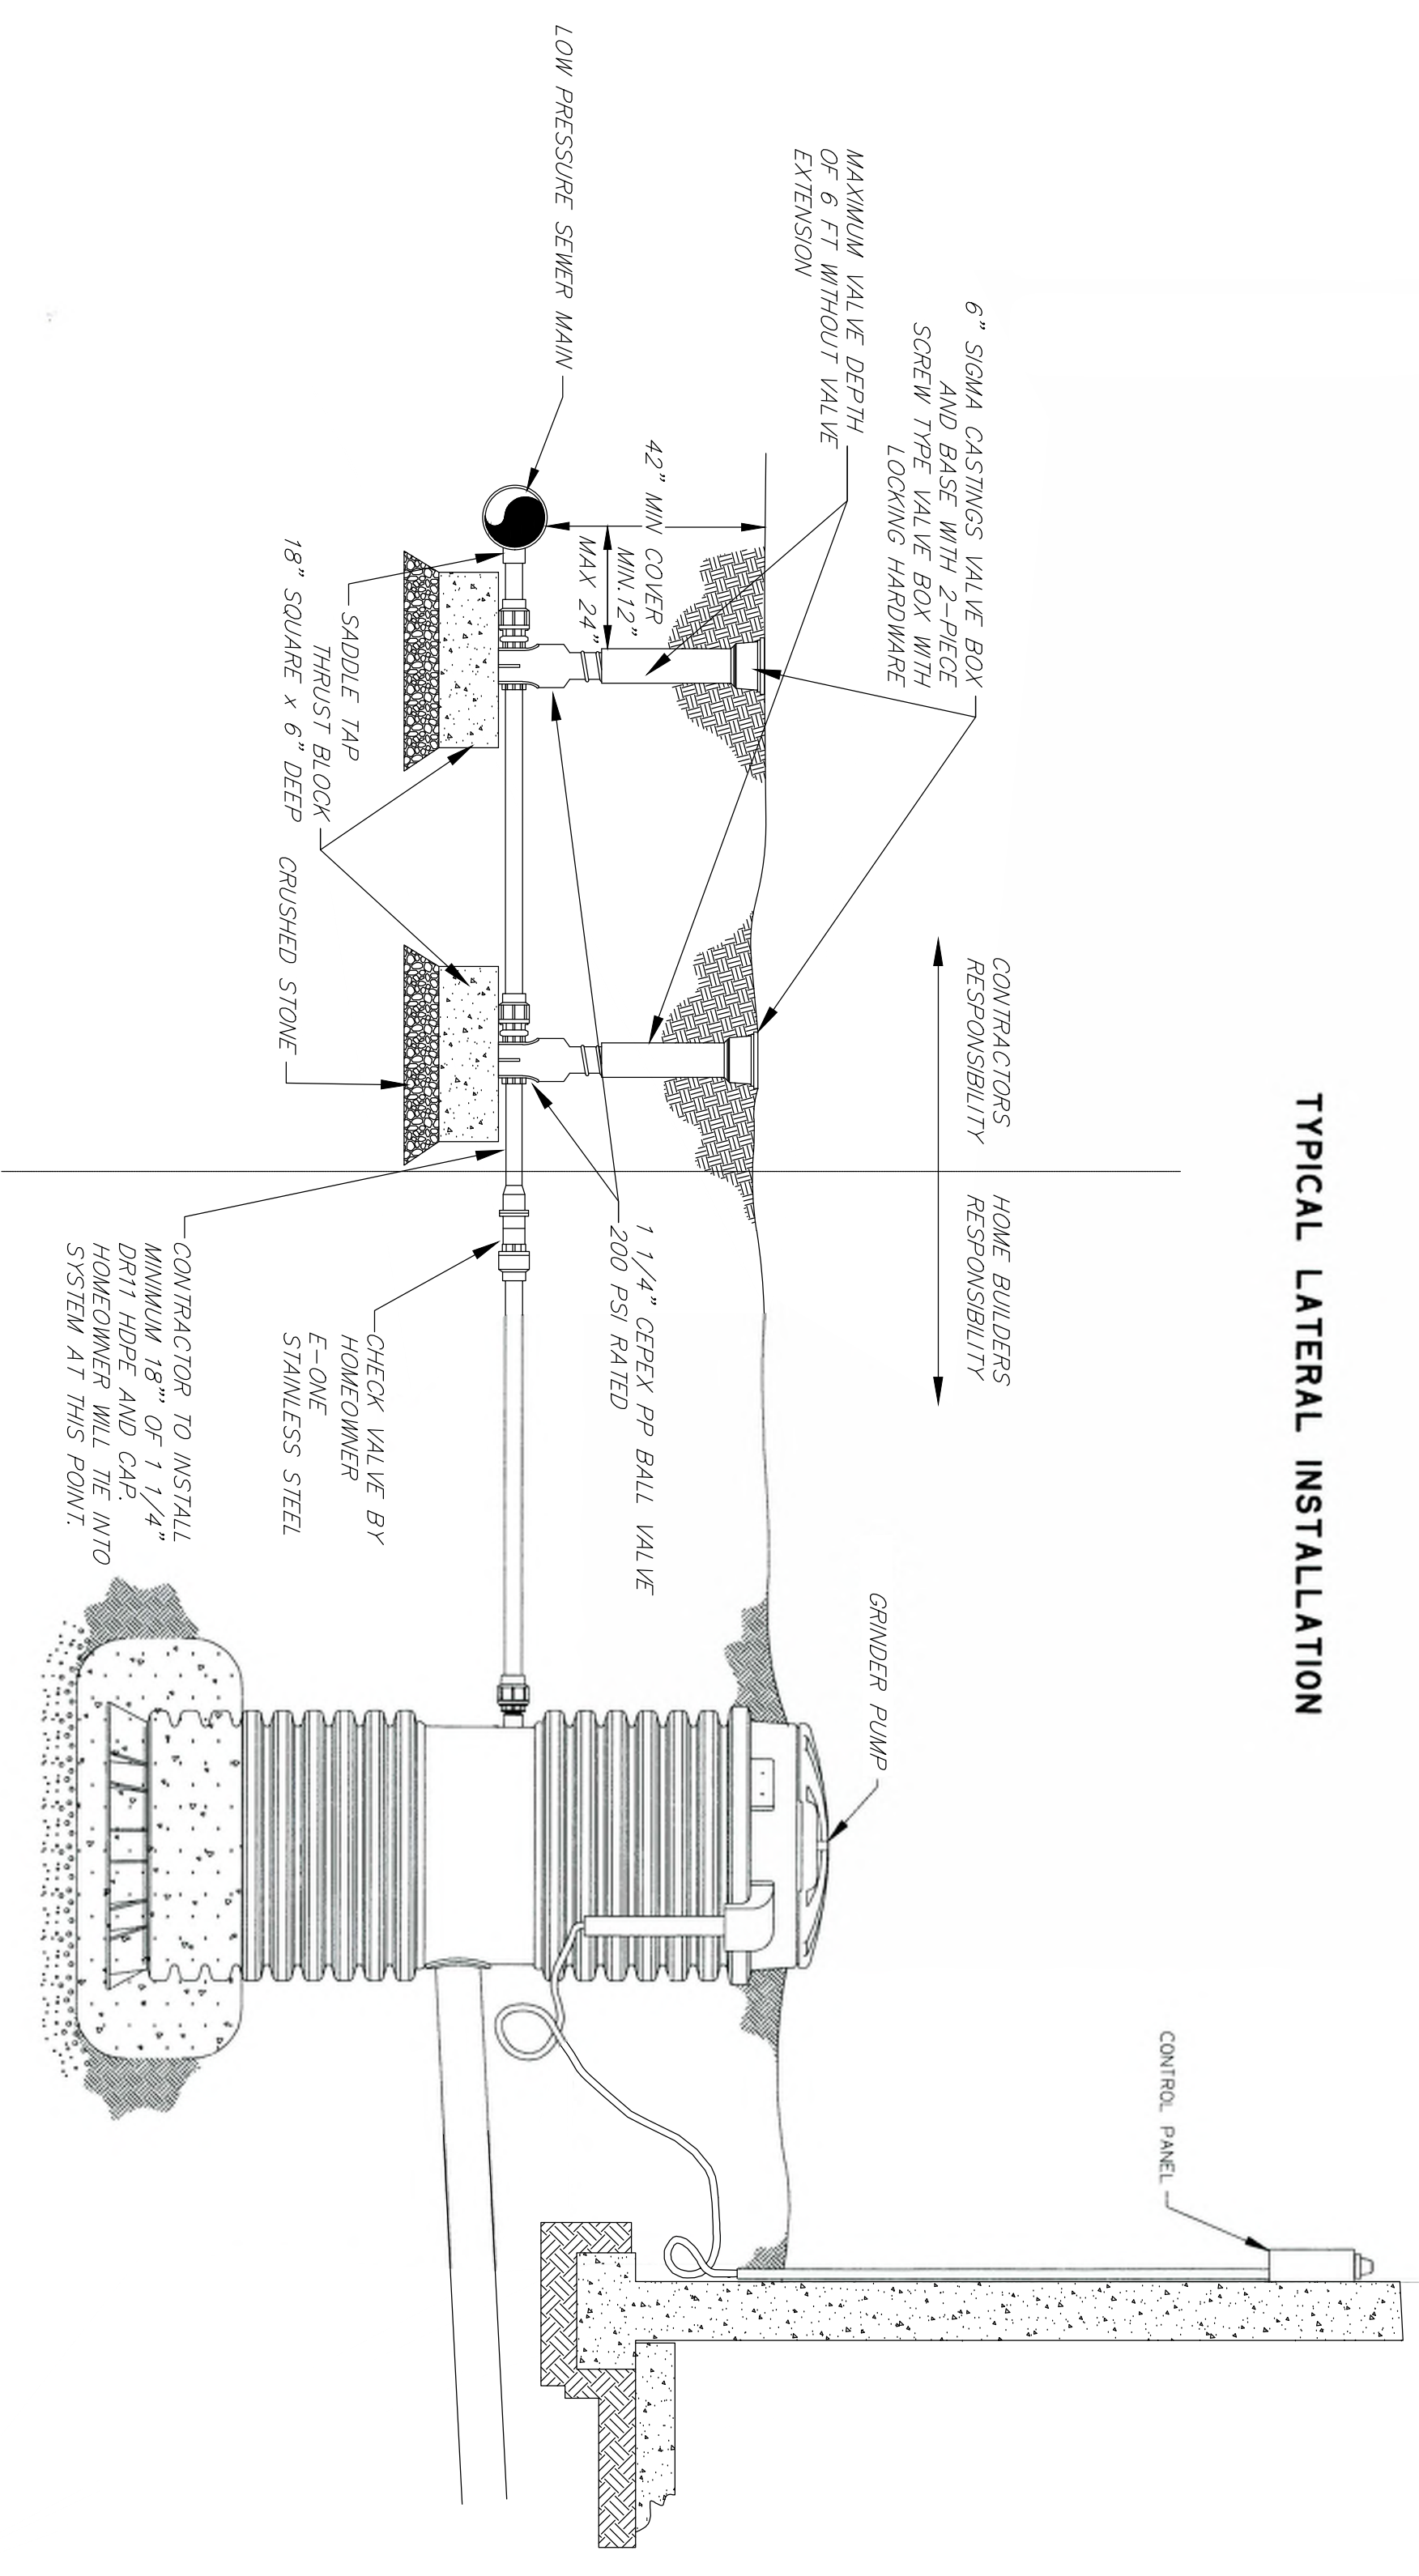 TYPICAL LATERAL INSTALLATION
CONTROL PANEL
CONTRACTORS
RESPONSIBILITY
HOME BUILDERS
RESPONSIBILITY
6" SIGMA CASTINGS VALVE BOX
AND BASE WITH 2-PIECE
SCREW TYPE VALVE BOX WITH
LOCKING HARDWARE
MAXIMUM VALVE DEPTH
OF 6 FT WITHOUT VALVE
EXTENSION
GRINDER PUMP
42" MIN COVER
MIN.12"
MAX 24"
1 1/4" CEPEX PP BALL VALVE
200 PSI RATED
LOW PRESSURE SEWER MAIN
SADDLE TAP
THRUST BLOCK
18" SQUARE x 6" DEEP
CRUSHED STONE
CHECK VALVE BY
HOMEOWNER
E-ONE
STAINLESS STEEL
CONTRACTOR TO INSTALL
MINIMUM 18"' OF 1 1/4"
DR11 HDPE AND CAP.
HOMEOWNER WILL TIE INTO
SYSTEM AT THIS POINT.